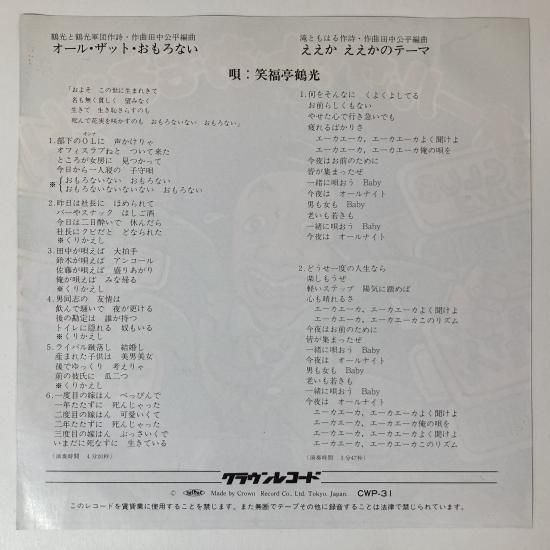 鶴光と鶴光軍団作詩・作曲田中公平編曲
オール・ザット・おもろない
滝ともはる作詩・作曲田中公平編曲
ええか ええかのテーマ
唄：笑福亭鶴光
「およそ この世に生まれきて
名も無く貧しく 望みなく
生きて 生き恥さらすのも
死んで花実を咲かすのも おもろいない おもろない」
1.部下のOLに 声かけりゃ
オンナ
オフィスラブねと ついて来た
ところが女房に 見つかって
今日から一人寝の 子守唄
※ おもろないない おもろない
おもろないないないない おもろない
2.昨日は社長に ほめられて
バーやスナック はしご酒
今日は二日酔いで 休んだら
社長にクビだと どなられた
※くりかえし
3.田中が唄えば 大拍手
鈴木が唄えば アンコール
佐藤が唄えば 盛りあがり
俺が唄えば みな帰る
※くりかえし
4.男同志の 友情は
飲んで騒いで 夜が更ける
後の勘定は 誰が持つ
トイレに隠れる 奴もいる
※くりかえし
5.ライバル蹴落し 結婚し
産まれた子供は 美男美女
後でゆっくり 考えりゃ
前の彼氏に 瓜二つ
※くりかえし
6.一度目の嫁はん べっぴんで
一年たたずに 死んじゃった
二度目の嫁はん 可愛いくて
二年たたずに 死んじゃった
三度目の嫁はん ぶっさいくで
いまだに死なずに 生きている
(演奏時間 4分20秒)
1.何をそんなに くよくよしてる
お前らしくもない
やせた心で行き急いでも
疲れるばかりさ
エーカエーカ，エーカエーカよく聞けよ
エーカエーカ，エーカエーカ俺の唄を
今夜はお前のために
皆が集まったぜ
一緒に唄おう Baby
今夜は オールナイト
男も女も Baby
老いも若きも
一緒に唄おう Baby
今夜は オールナイト
2.どうせ一度の人生なら
楽しもうぜ
軽いステップ 陽気に踏めば
心も晴れるさ
エーカエーカ，エーカエーカよく聞けよ
エーカエーカ，エーカエーカこのリズム
今夜はお前のために
皆が集まったぜ
一緒に唄おう Baby
今夜は オールナイト
男も女も Baby
老いも若きも
一緒に唄おう Baby
今夜は オールナイト
エーカエーカ，エーカエーカよく聞けよ
エーカエーカ，エーカエーカ俺の唄を
エーカエーカ，エーカエーカよく聞けよ
エーカエーカ，エーカエーカこのリズム
(演奏時間 3分47秒)
クラウンレコード
Ⓒ Made by Crown Record Co., Ltd. Tokyo. Japan. CWP-31
このレコードを賃貸業に使用することを禁じます。また無断でテープその他に録音することは法律で禁じられています。